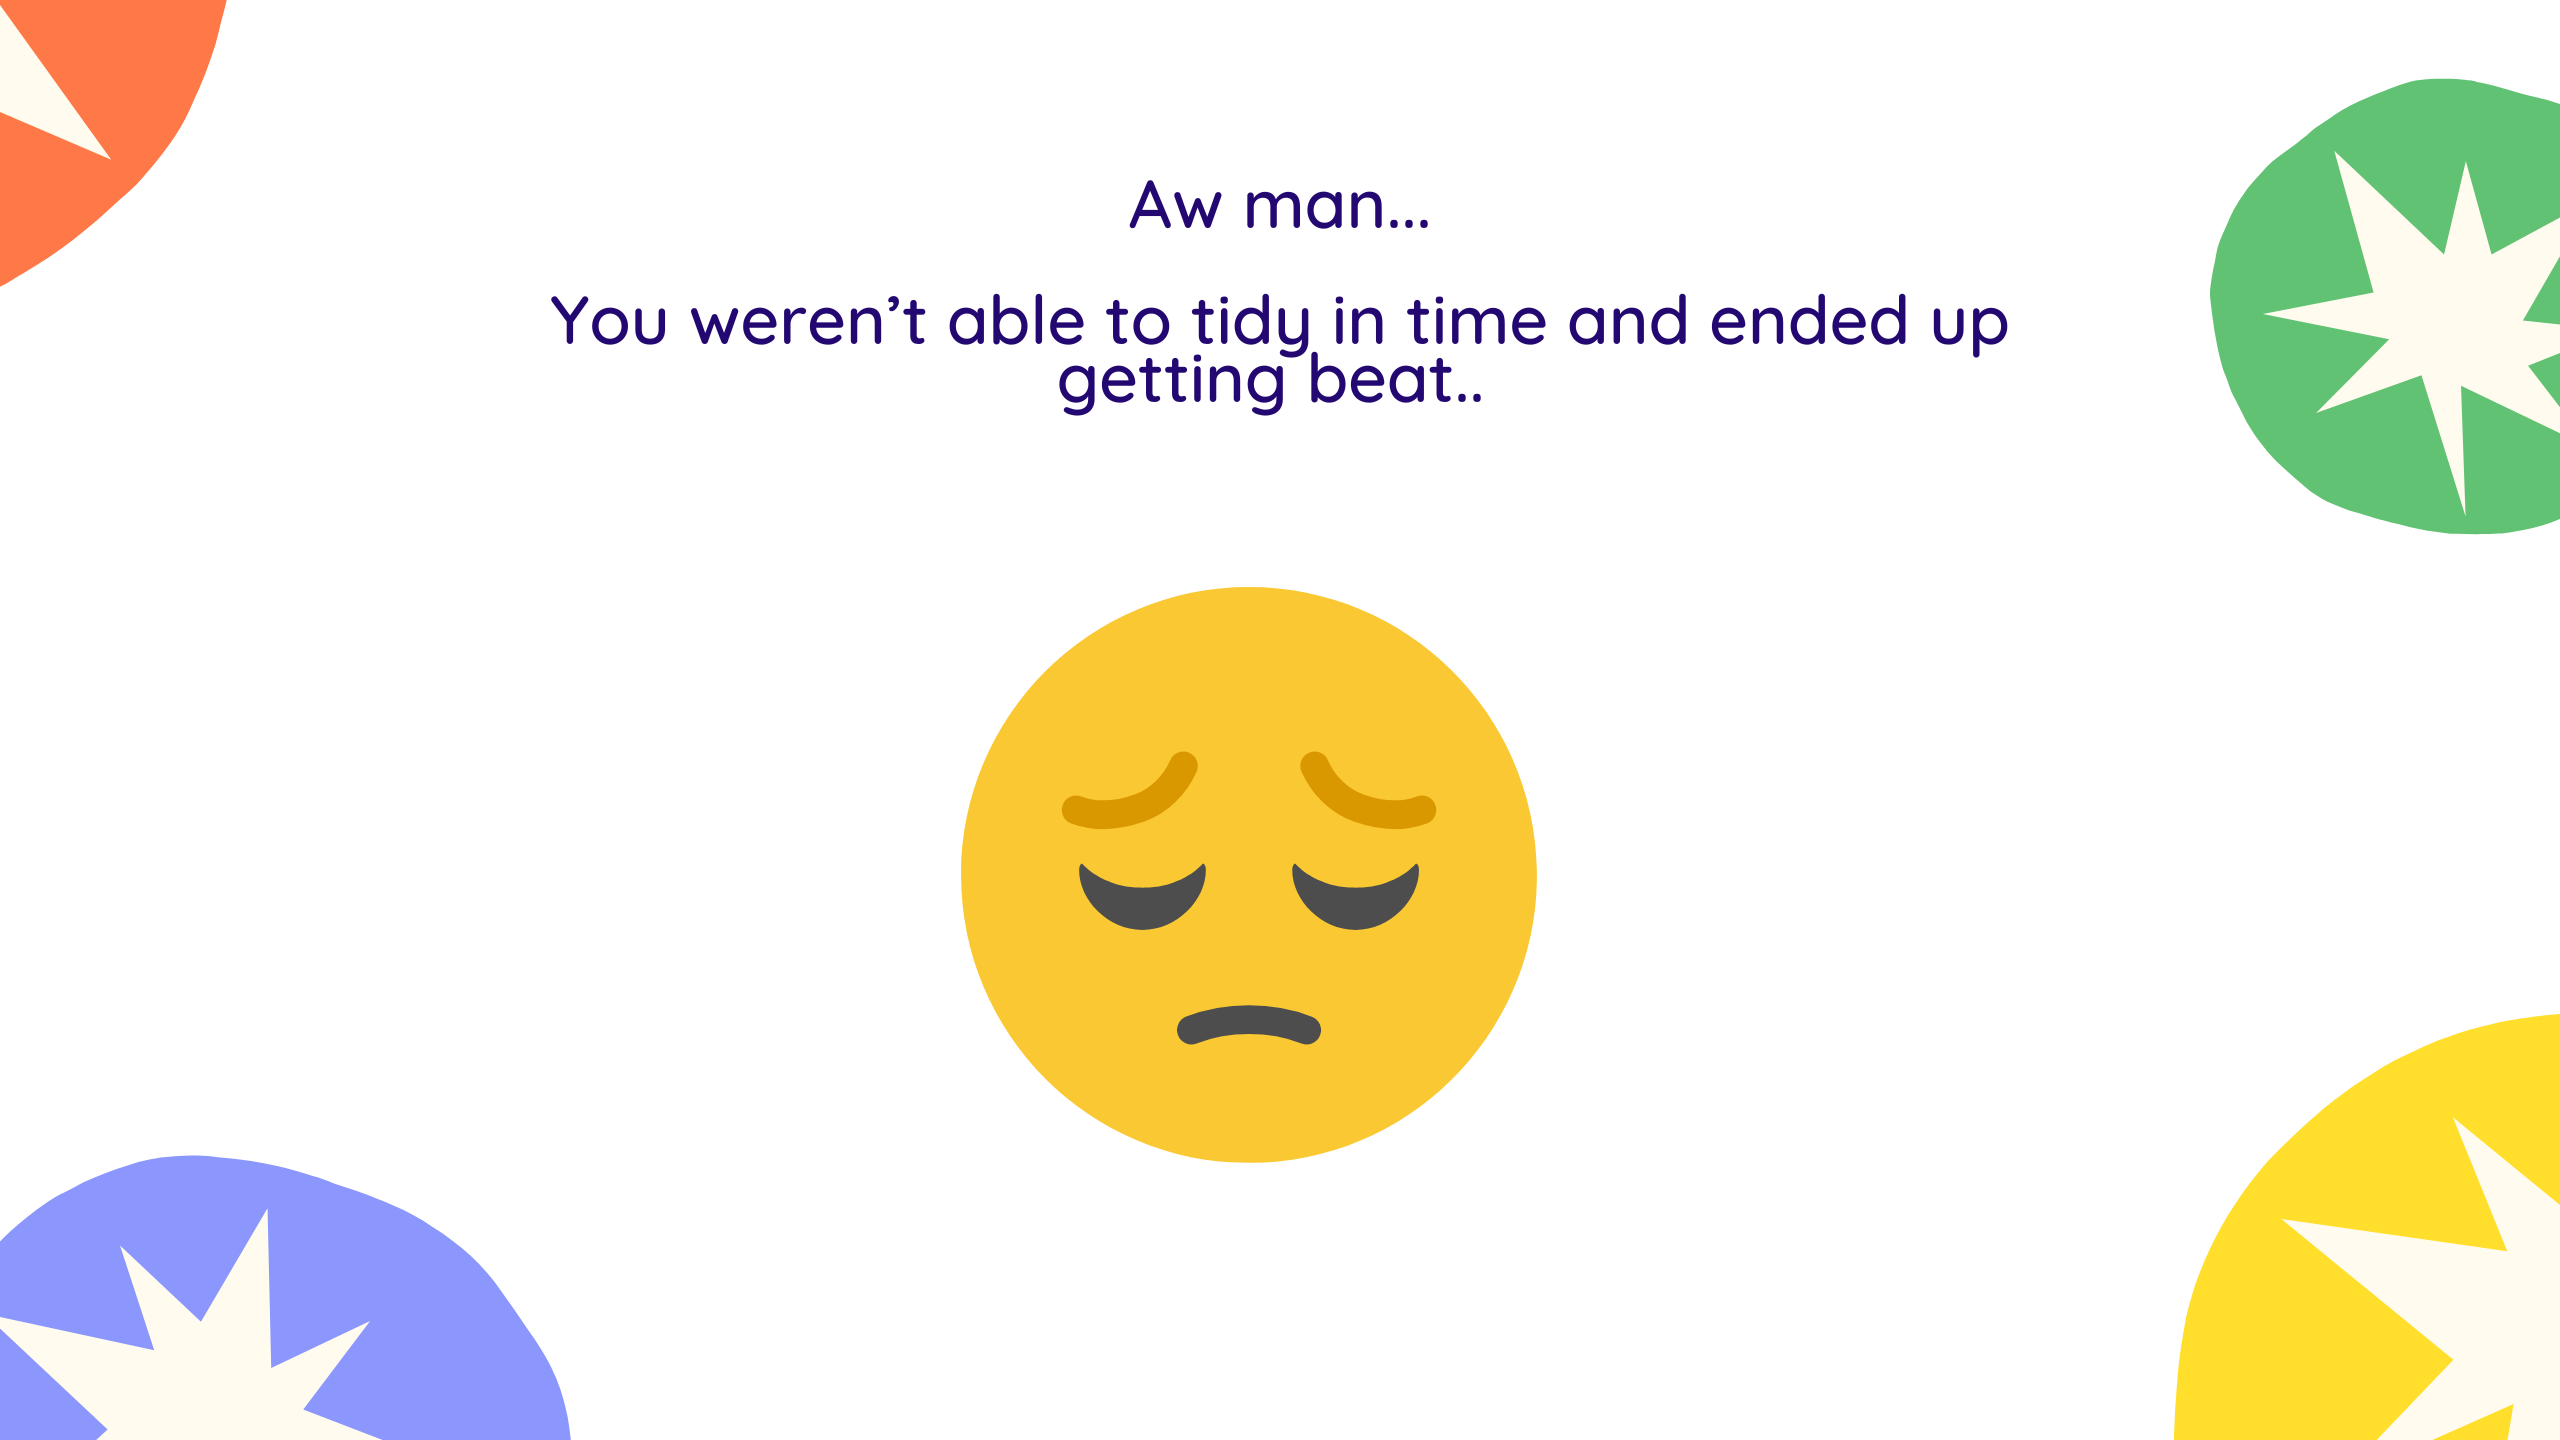 Aw man...
You weren’t able to tidy in time and ended up
getting beat..